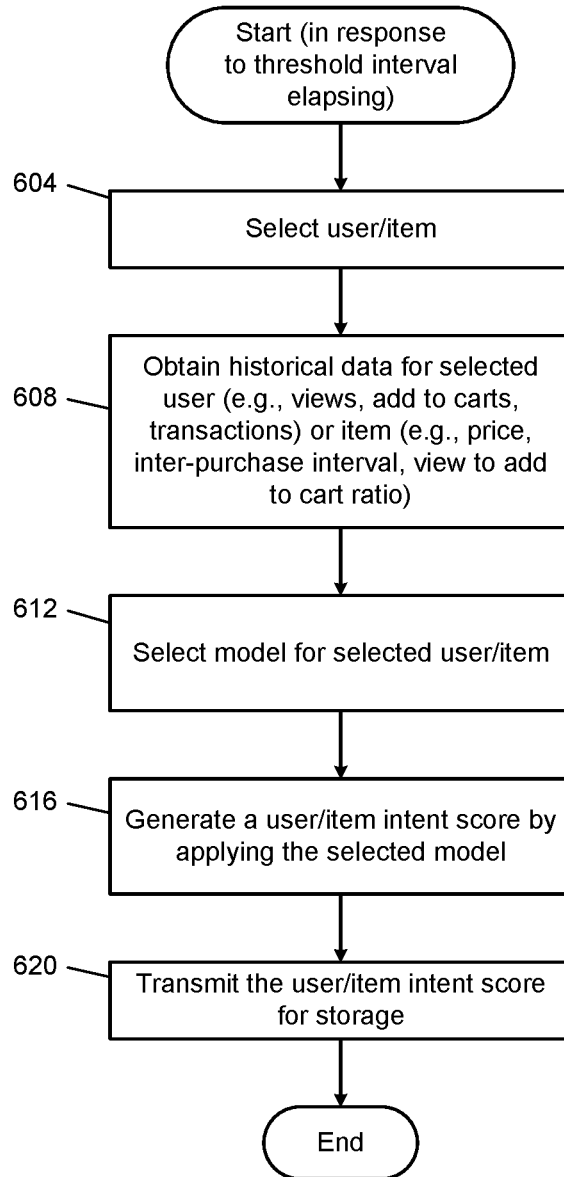 Start (in response
to threshold interval
elapsing)
604
Select user/item
608
Obtain historical data for selected
user (e.g., views, add to carts,
transactions) or item (e.g., price,
inter-purchase interval, view to add
to cart ratio)
612
Select model for selected user/item
616
Generate a user/item intent score by
applying the selected model
620
Transmit the user/item intent score
for storage
End